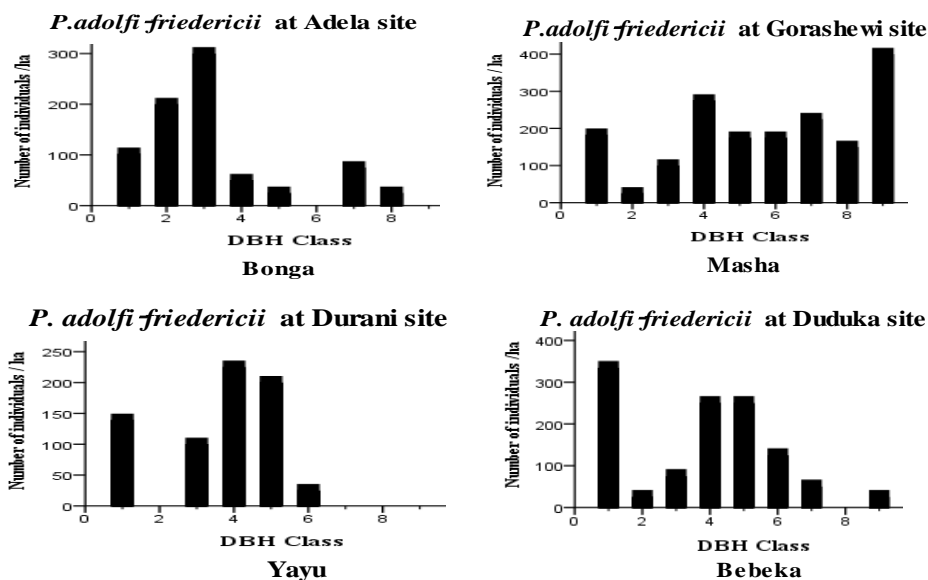 P.adolfi-friedericii at Adela site
Number of individuals /ha
300
200
100
0
0 2 4 6 8
DBH Class
Bonga
P.adolfi-friedericii at Gorashewi site
Number of individuals /ha
400
300
200
100
0
0 2 4 6 8
DBH Class
Masha
P. adolfi-friedericii at Durani site
Number of individuals /ha
250
200
150
100
50
0
0 2 4 6 8
DBH Class
Yayu
P. adolfi-friedericii at Duduka site
Number of individuals /ha
400
300
200
100
0
0 2 4 6 8
DBH Class
Bebeka